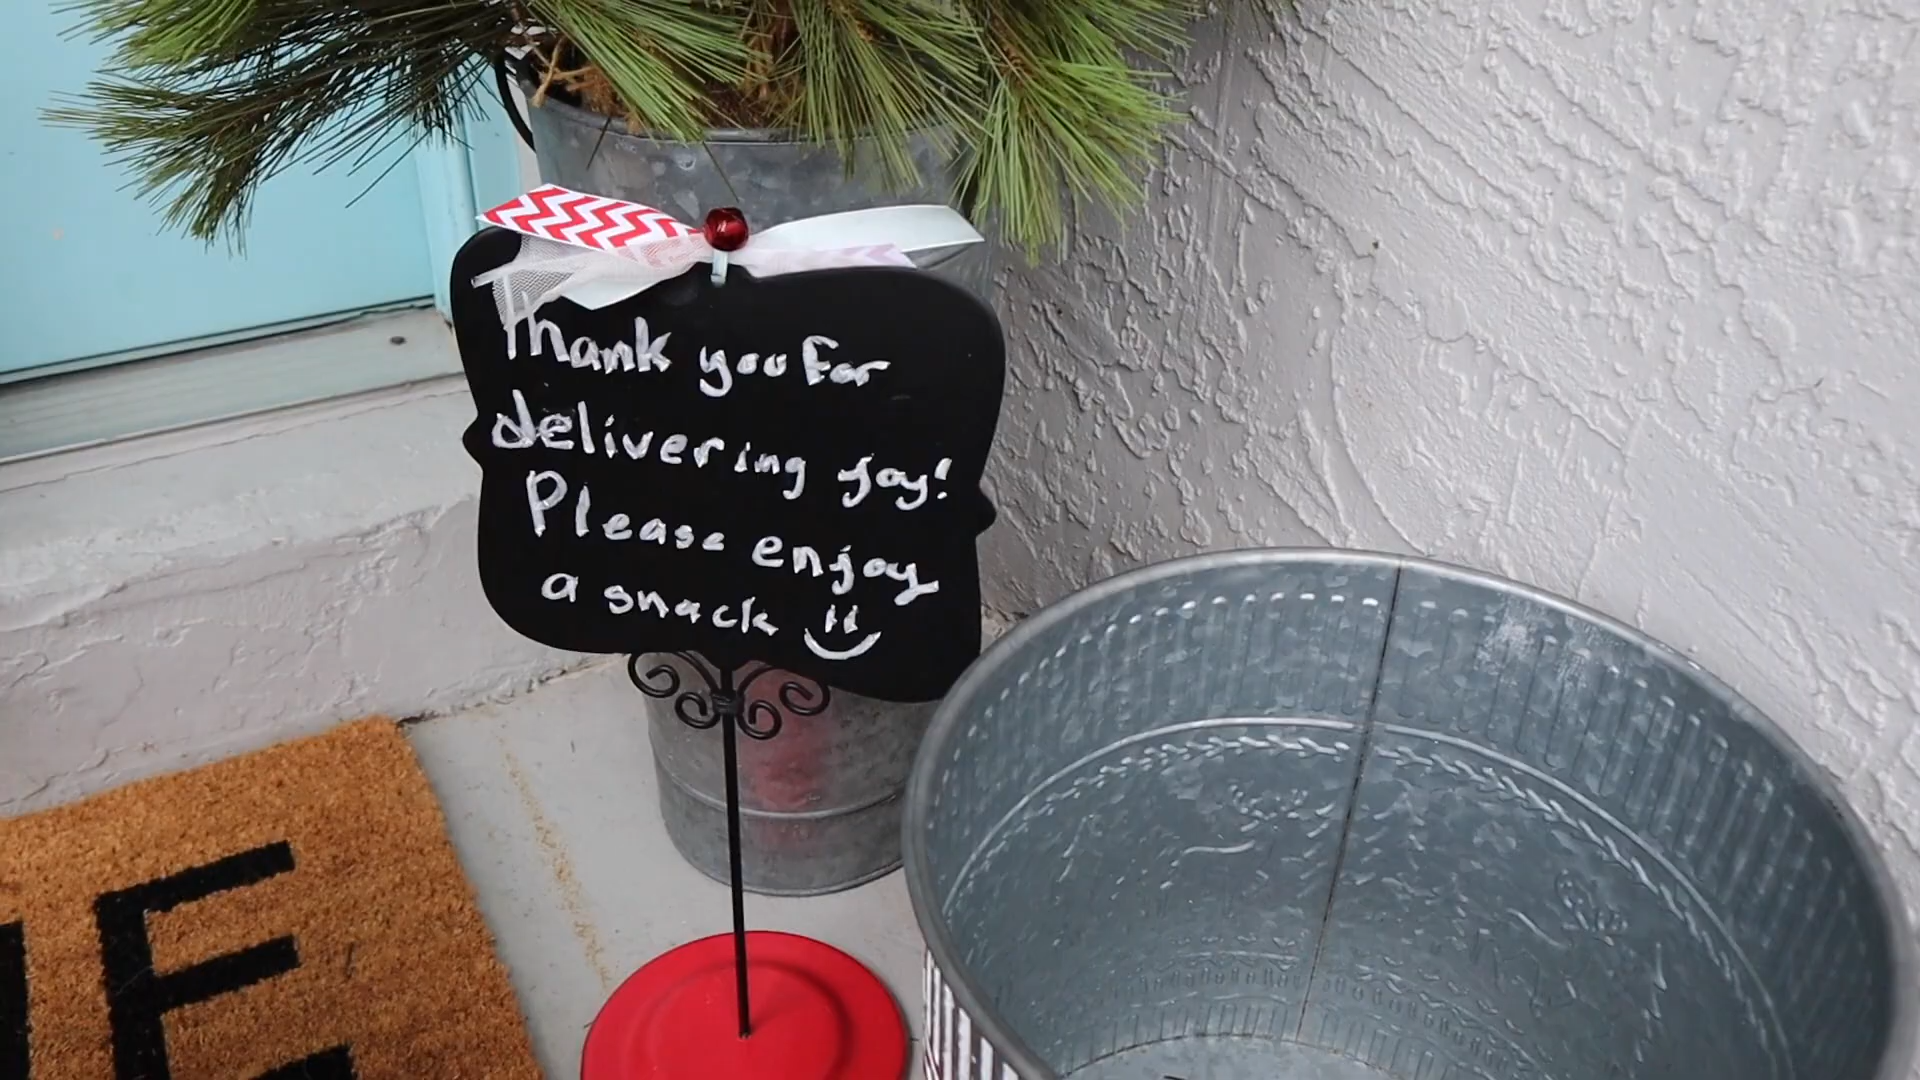 Thank you for
delivering joy!
Please enjoy
a snack
E